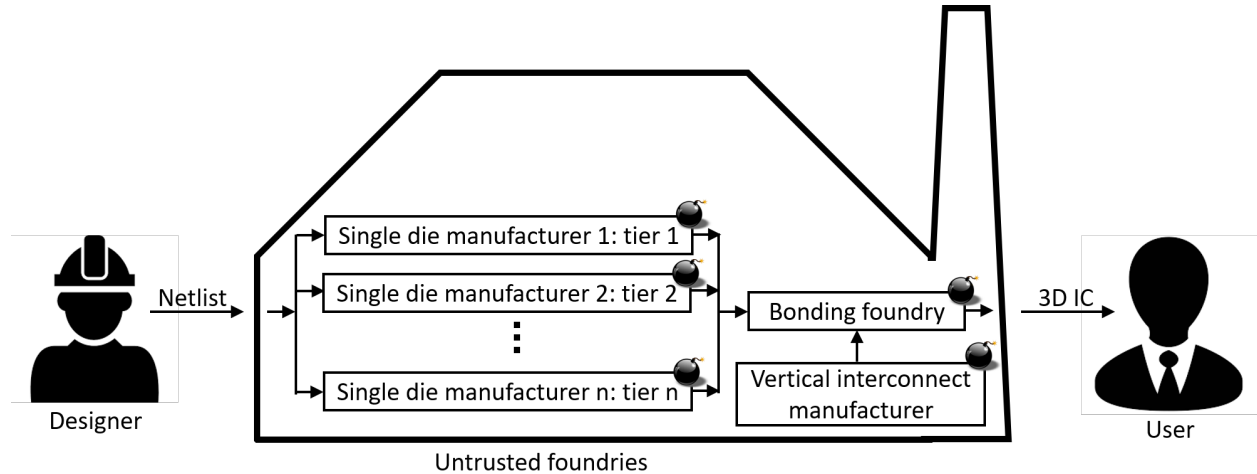 Single die manufacturer 1: tier 1
Netlist
Single die manufacturer 2: tier 2
Bonding foundry
3D IC
Single die manufacturer n: tier n
Vertical interconnect
manufacturer
Designer
User
Untrusted foundries